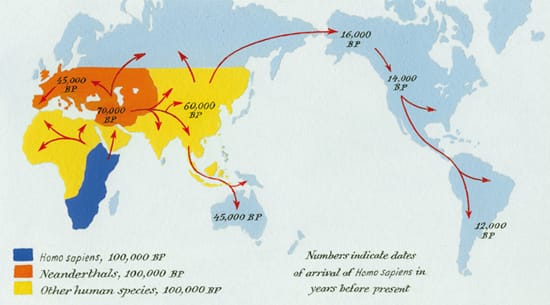 16,000
BP
45,000
BP
14,000
BP
70,000
BP
60,000
BP
45,000
BP
12,000
BP
Homo sapiens, 100,000 BP
Neanderthals, 100,000 BP
Other human species, 100,000 BP
Numbers indicate dates
of arrival of Homo sapiens in
years before present